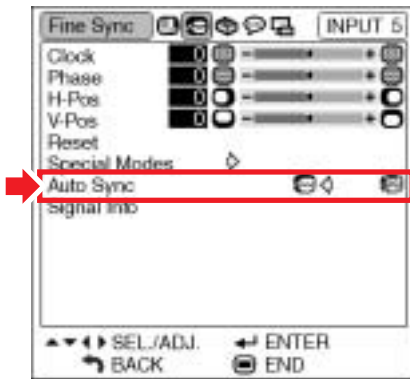 Fine Sync INPUT 5
Clock 0 - +
Phase 0 - +
H-Pos 0 - +
V-Pos 0 - +
Reset
Special Modes
Auto Sync
Signal Info
SEL./ADJ. ENTER
BACK END